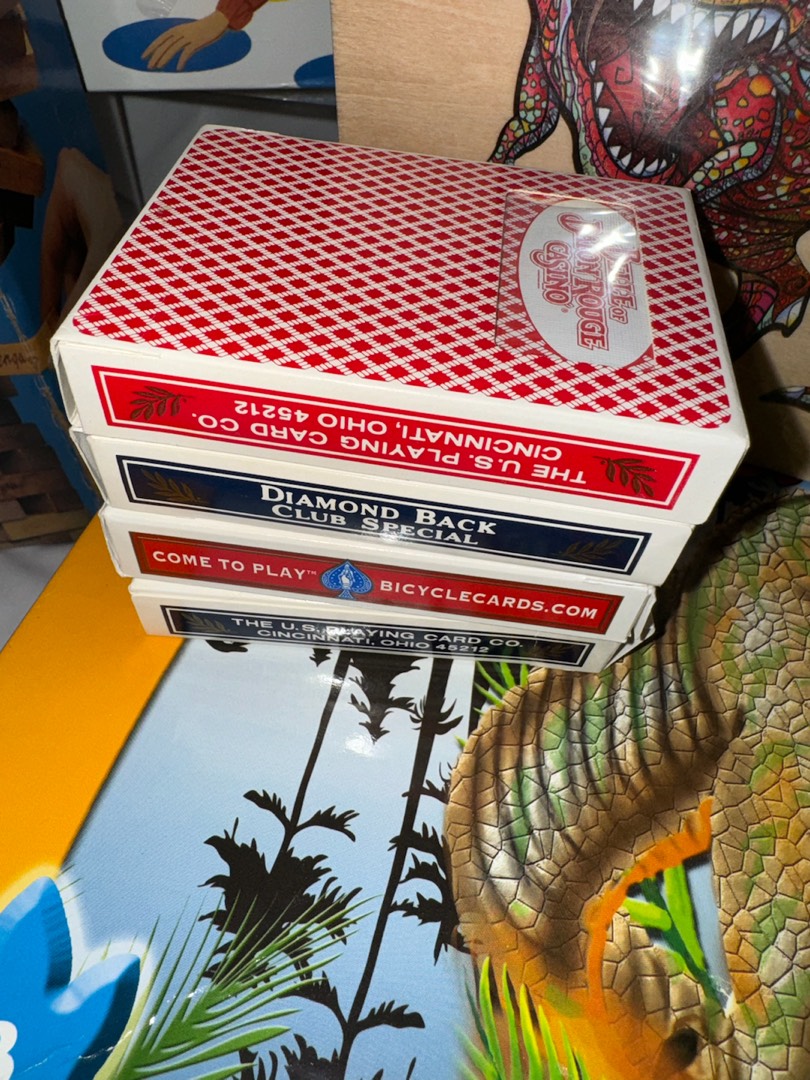 BELLE OF
BATON ROUGE
CASINO
THE U.S. PLAYING CARD CO.
CINCINNATI, OHIO 45212
DIAMOND BACK
CLUB SPECIAL
COME TO PLAY™ BICYCLECARDS.COM
THE U.S. PLAYING CARD CO.
CINCINNATI, OHIO 45212